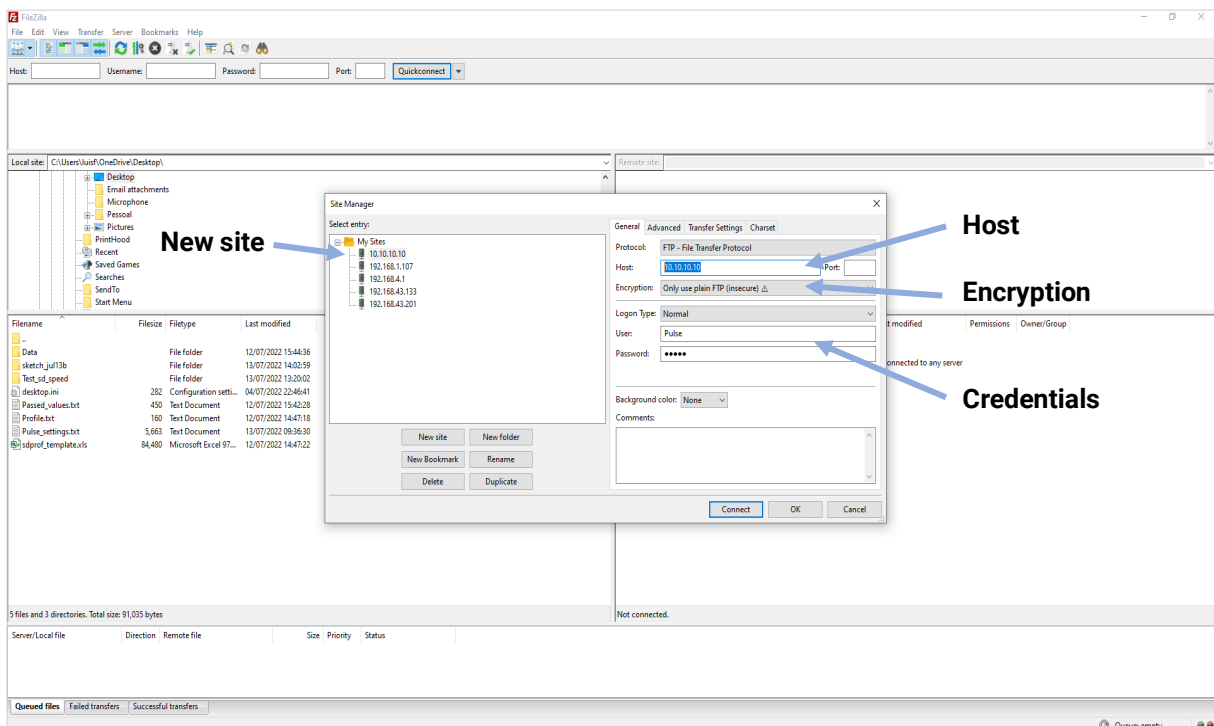 FileZilla
File Edit View Transfer Server Bookmarks Help
Host: Username: Password: Port: Quickconnect
Local site: C:\Users\luisf\OneDrive\Desktop\
Remote site:
Desktop
Email attachments
Microphone
Pessoal
Pictures
PrintHood
Recent
Saved Games
Searches
SendTo
Start Menu
New site
Filename Filesize Filetype Last modified
..
Data File folder 12/07/2022 15:44:36
sketch_jul13b File folder 13/07/2022 14:02:59
Test_sd_speed File folder 13/07/2022 13:20:02
desktop.ini 282 Configuration setti... 04/07/2022 22:46:41
Passed_values.txt 450 Text Document 12/07/2022 15:42:28
Profile.txt 160 Text Document 12/07/2022 14:47:18
Pulse_settings.txt 5,663 Text Document 13/07/2022 09:36:30
sdprof_template.xls 84,480 Microsoft Excel 97... 12/07/2022 14:47:22
5 files and 3 directories. Total size: 91,035 bytes
Site Manager
Select entry:
My Sites
10.10.10.10
192.168.1.107
192.168.4.1
192.168.43.133
192.168.43.201
New site New folder
New Bookmark Rename
Delete Duplicate
General Advanced Transfer Settings Charset
Protocol: FTP - File Transfer Protocol
Host: 10.10.10.10 Port:
Encryption: Only use plain FTP (insecure) ⚠
Logon Type: Normal
User: Pulse
Password: •••••
Background color: None
Comments:
Connect OK Cancel
Host
Encryption
Credentials
modified Permissions Owner/Group
connected to any server
Not connected.
Server/Local file Direction Remote file Size Priority Status
Queued files Failed transfers Successful transfers
Queue: empty